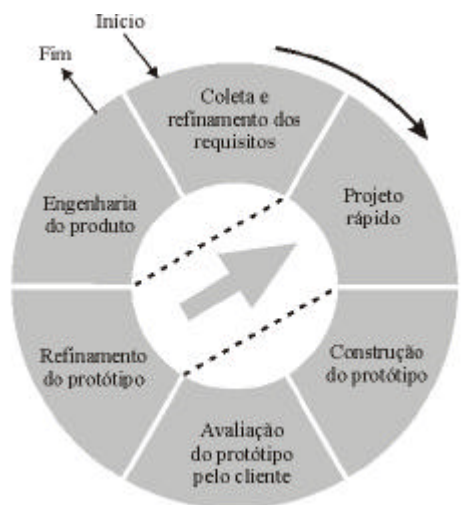 Início
Fim
Coleta e
refinamento dos
requisitos
Projeto
rápido
Construção
do protótipo
Avaliação
do protótipo
pelo cliente
Refinamento
do protótipo
Engenharia
do produto